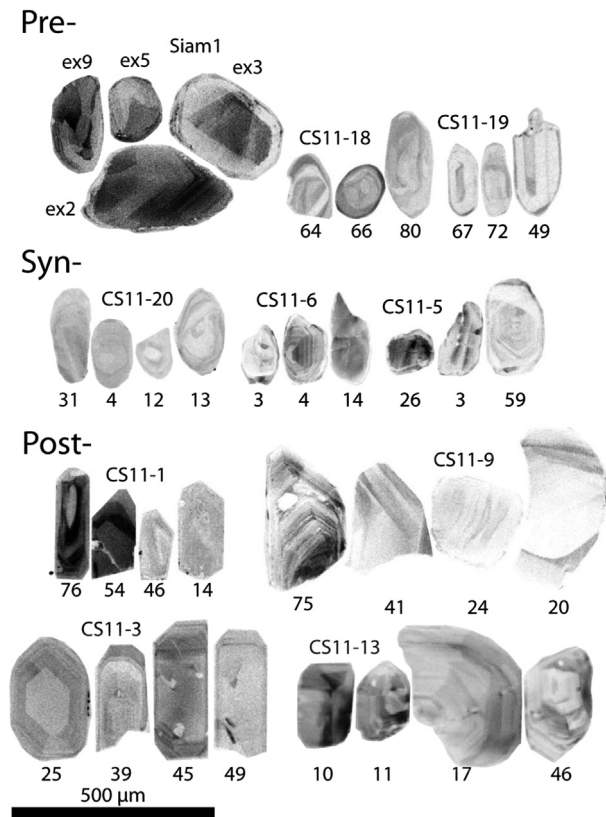 Pre-
Siam1
ex9 ex5 ex3
CS11-18 CS11-19
ex2
64 66 80 67 72 49
Syn-
CS11-20 CS11-6 CS11-5
31 4 12 13 3 4 14 26 3 59
Post-
CS11-1 CS11-9
76 54 46 14 75 41 24 20
CS11-3 CS11-13
25 39 45 49 10 11 17 46
500 µm